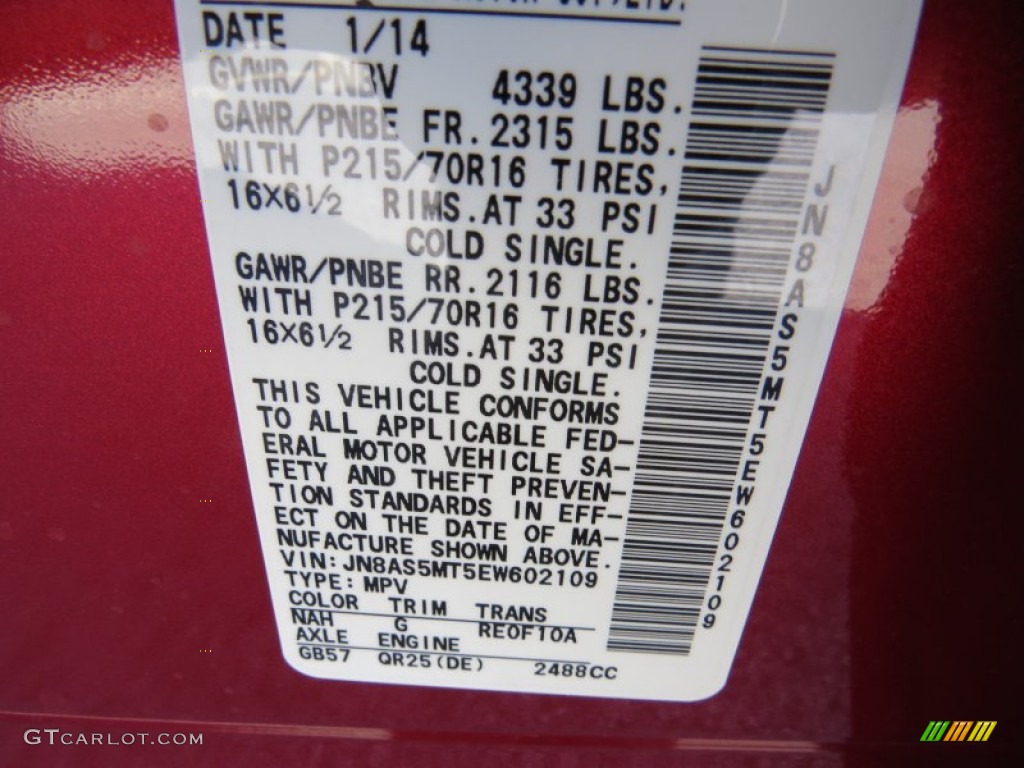 DATE 1/14
GVWR/PNBV 4339 LBS.
GAWR/PNBE FR. 2315 LBS.
WITH P215/70R16 TIRES,
16X6½ RIMS. AT 33 PSI
COLD SINGLE.
GAWR/PNBE RR. 2116 LBS.
WITH P215/70R16 TIRES,
16X6½ RIMS. AT 33 PSI
COLD SINGLE.
THIS VEHICLE CONFORMS
TO ALL APPLICABLE FED-
ERAL MOTOR VEHICLE SA-
FETY AND THEFT PREVEN-
TION STANDARDS IN EFF-
ECT ON THE DATE OF MA-
NUFACTURE SHOWN ABOVE.
VIN: JN8AS5MT5EW602109
TYPE: MPV
COLOR TRIM TRANS
NAH G RE0F10A
AXLE ENGINE
GB57 QR25(DE) 2488CC
JN8AS5MT5EW602109
GTCARLOT.COM